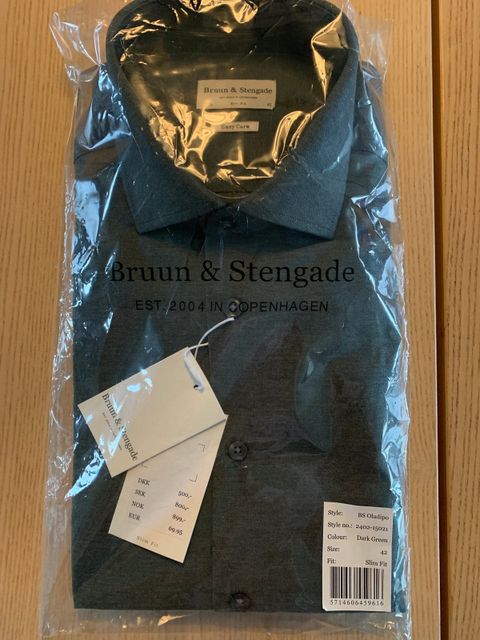 Bruun & Stengade
Slim Fit 42
Easy Care
Bruun & Stengade
EST. 2004 IN COPENHAGEN
Bruun & Stengade
DKK 500,-
SEK 800,-
NOK 899,-
EUR 69.95
Slim Fit
Style: BS Oladipo
Style no.: 2402-15021
Colour: Dark Green
Size: 42
Fit: Slim Fit
5714606459616